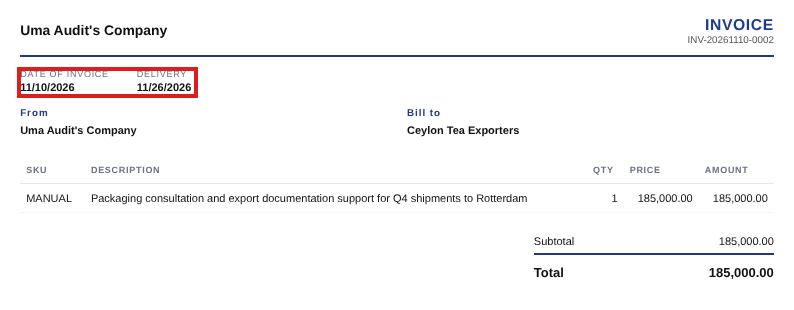 Uma Audit's Company
INVOICE
INV-20261110-0002
DATE OF INVOICE DELIVERY
11/10/2026 11/26/2026
From Bill to
Uma Audit's Company Ceylon Tea Exporters
SKU DESCRIPTION QTY PRICE AMOUNT
MANUAL Packaging consultation and export documentation support for Q4 shipments to Rotterdam 1 185,000.00 185,000.00
Subtotal 185,000.00
Total 185,000.00